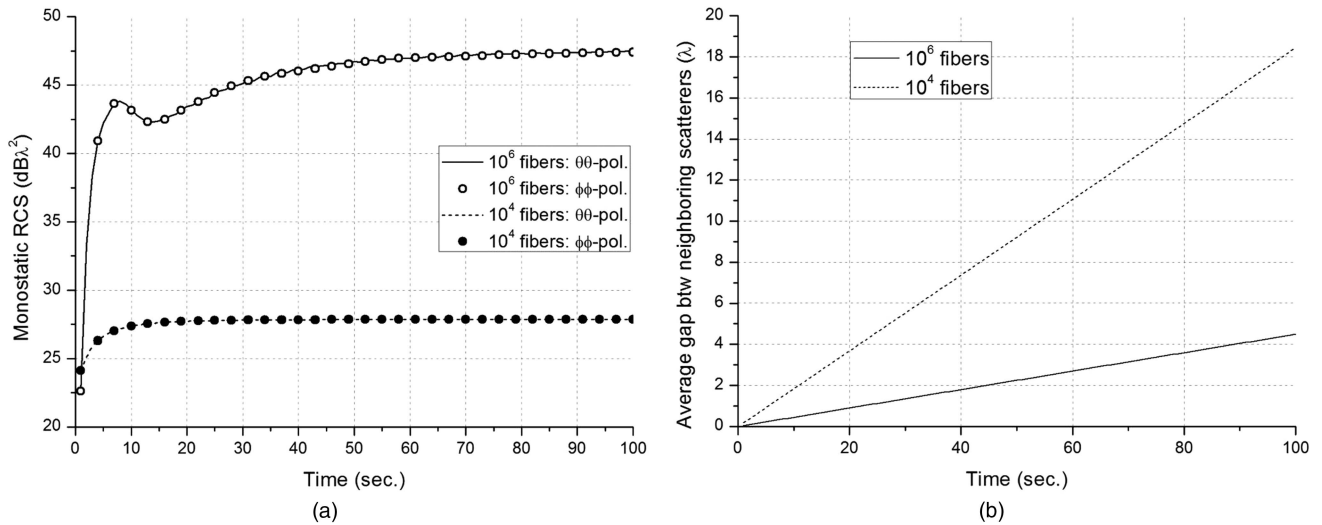 50
45
40
35
30
25
20
Monostatic RCS (dBλ²)
10⁶ fibers: θθ-pol.
10⁶ fibers: ϕϕ-pol.
10⁴ fibers: θθ-pol.
10⁴ fibers: ϕϕ-pol.
0 10 20 30 40 50 60 70 80 90 100
Time (sec.)
(a)
20
18
16
14
12
10
8
6
4
2
0
Average gap btw neighboring scatterers (λ)
10⁶ fibers
10⁴ fibers
0 20 40 60 80 100
Time (sec.)
(b)